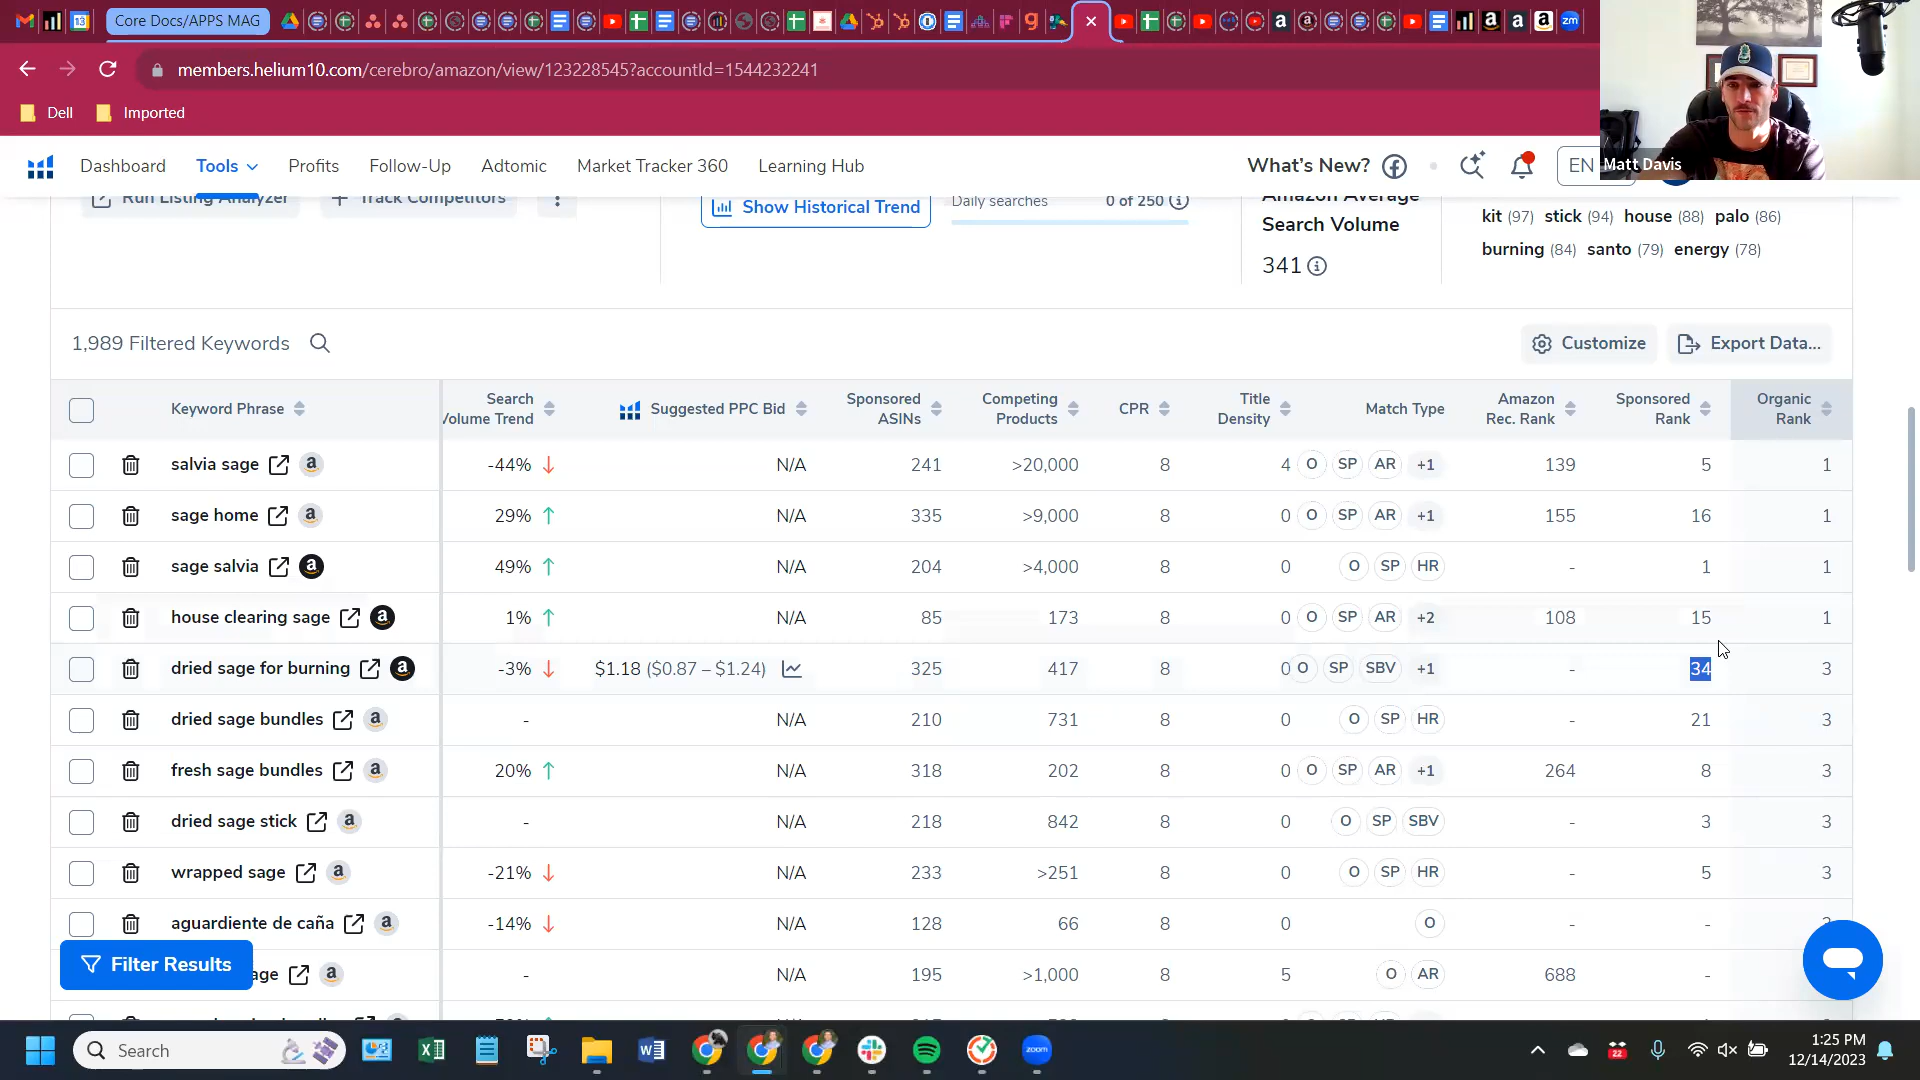 Core Docs/APPS MAG
members.helium10.com/cerebro/amazon/view/123228545?accountId=1544232241
Dell
Imported
Dashboard
Tools
Profits
Follow-Up
Adtomic
Market Tracker 360
Learning Hub
What's New?
EN
Matt Davis
Run Listing Analyzer
Track Competitors
Show Historical Trend
Daily searches
0 of 250
Amazon Average
Search Volume
341
kit (97) stick (94) house (88) palo (86)
burning (84) santo (79) energy (78)
1,989 Filtered Keywords
Customize
Export Data...
Keyword Phrase
Search
Volume Trend
Suggested PPC Bid
Sponsored
ASINs
Competing
Products
CPR
Title
Density
Match Type
Amazon
Rec. Rank
Sponsored
Rank
Organic
Rank
salvia sage -44% N/A 241 >20,000 8 4 O SP AR +1 139 5 1
sage home 29% N/A 335 >9,000 8 0 O SP AR +1 155 16 1
sage salvia 49% N/A 204 >4,000 8 0 O SP HR - 1 1
house clearing sage 1% N/A 85 173 8 0 O SP AR +2 108 15 1
dried sage for burning -3% $1.18 ($0.87 – $1.24) 325 417 8 0 O SP SBV +1 - 34 3
dried sage bundles - N/A 210 731 8 0 O SP HR - 21 3
fresh sage bundles 20% N/A 318 202 8 0 O SP AR +1 264 8 3
dried sage stick - N/A 218 842 8 0 O SP SBV - 3 3
wrapped sage -21% N/A 233 >251 8 0 O SP HR - 5 3
aguardiente de caña -14% N/A 128 66 8 0 O - -
age - N/A 195 >1,000 8 5 O AR 688 -
Filter Results
Search
zoom
22
1:25 PM
12/14/2023